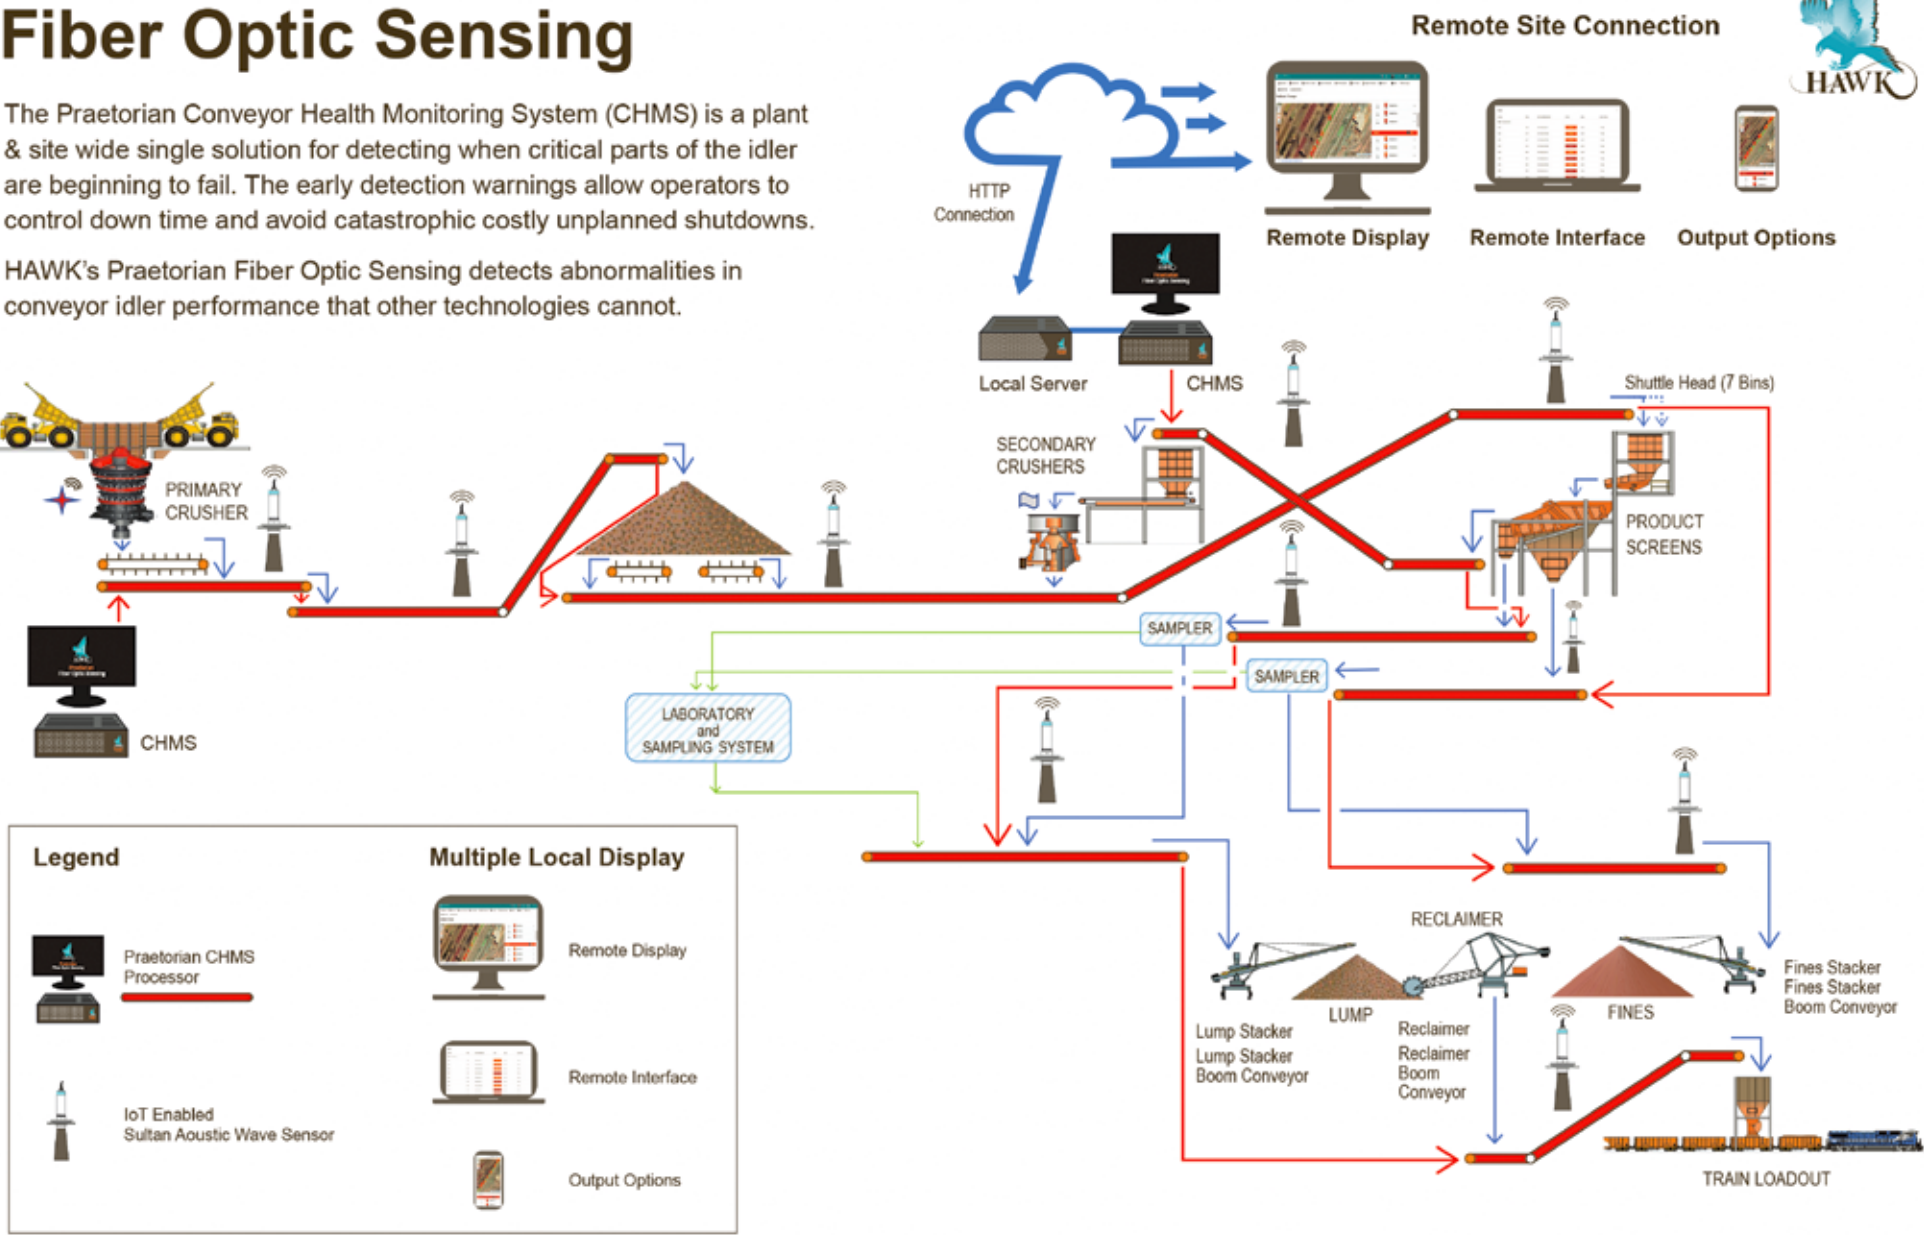 Fiber Optic Sensing
The Praetorian Conveyor Health Monitoring System (CHMS) is a plant
& site wide single solution for detecting when critical parts of the idler
are beginning to fail. The early detection warnings allow operators to
control down time and avoid catastrophic costly unplanned shutdowns.
HAWK's Praetorian Fiber Optic Sensing detects abnormalities in
conveyor idler performance that other technologies cannot.
Remote Site Connection
HAWK
HTTP
Connection
Remote Display
Remote Interface
Output Options
Local Server
CHMS
Shuttle Head (7 Bins)
SECONDARY
CRUSHERS
PRIMARY
CRUSHER
PRODUCT
SCREENS
SAMPLER
SAMPLER
LABORATORY
and
SAMPLING SYSTEM
CHMS
Legend
Praetorian CHMS
Processor
IoT Enabled
Sultan Aoustic Wave Sensor
Multiple Local Display
Remote Display
Remote Interface
Output Options
RECLAIMER
LUMP
FINES
Lump Stacker
Lump Stacker
Boom Conveyor
Reclaimer
Reclaimer
Boom
Conveyor
Fines Stacker
Fines Stacker
Boom Conveyor
TRAIN LOADOUT